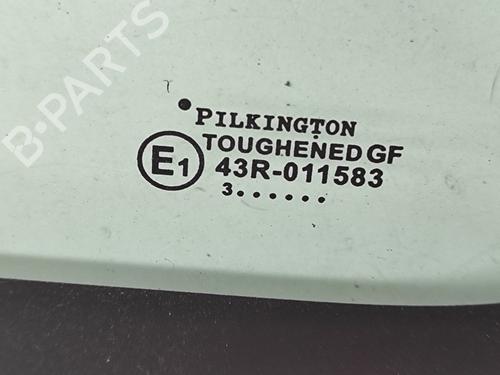 B-PARTS
•PILKINGTON
TOUGHENED GF
E1 43R-011583
3......